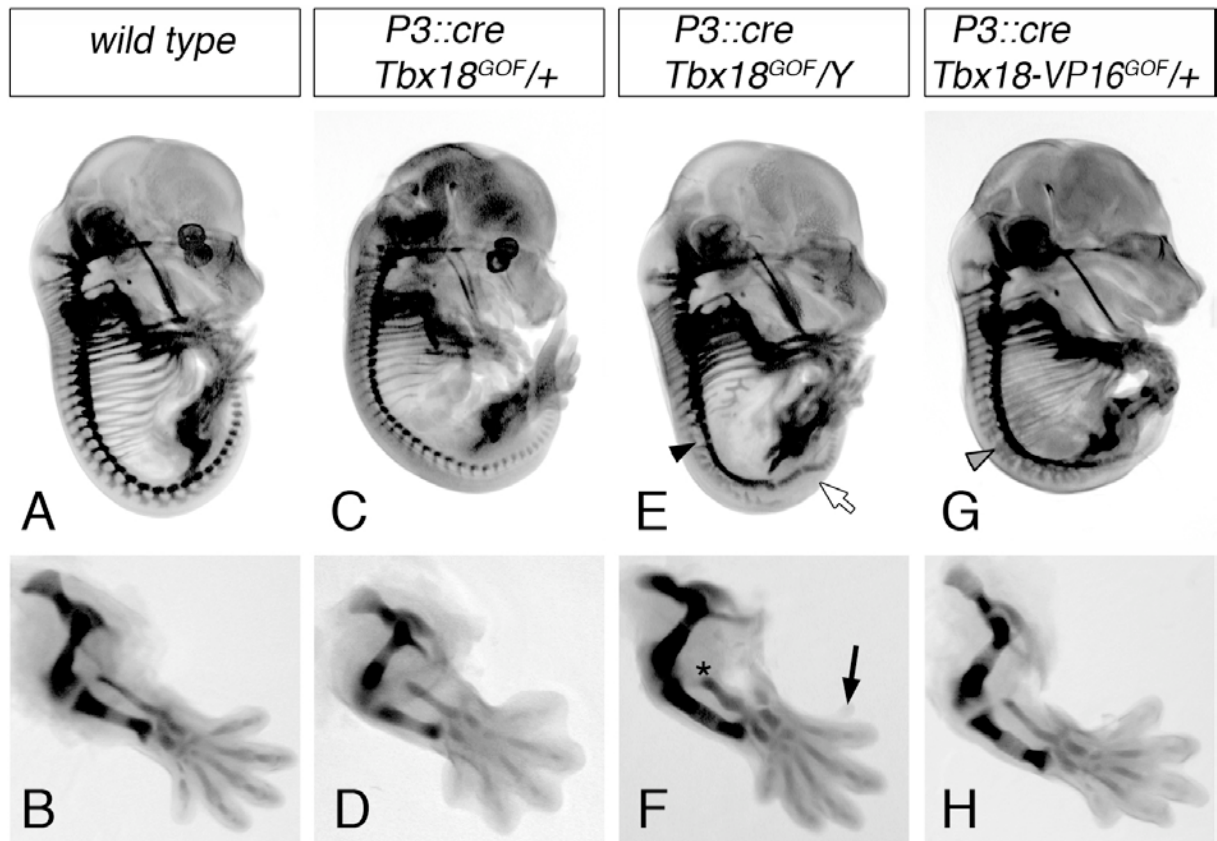 wild type
P3::cre
Tbx18GOF/+
P3::cre
Tbx18GOF/Y
P3::cre
Tbx18-VP16GOF/+
A
C
E
G
B
D
F
*
H